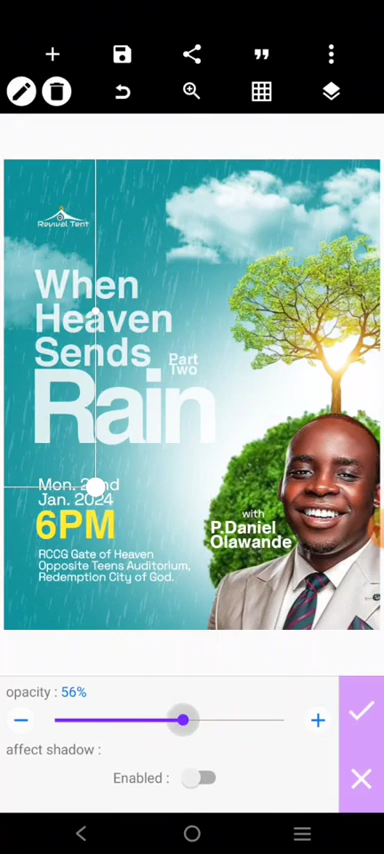 Revival Tent
When
Heaven
Sends
Part
Two
Rain
Mon. 22nd
Jan. 2024
6PM
RCCG Gate of Heaven
Opposite Teens Auditorium,
Redemption City of God.
with
P.Daniel
Olawande
opacity : 56%
affect shadow :
Enabled :